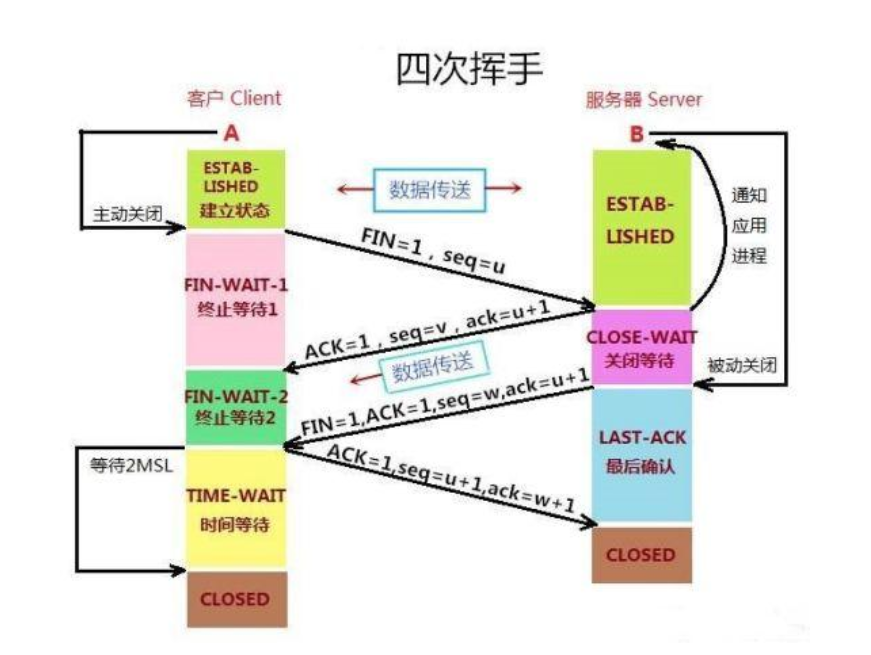 四次挥手
客户 Client
服务器 Server
A
B
ESTAB-
LISHED
建立状态
数据传送
ESTAB-
LISHED
通知
应用
进程
主动关闭
FIN=1，seq=u
FIN-WAIT-1
终止等待1
ACK=1，seq=v，ack=u+1
CLOSE-WAIT
关闭等待
被动关闭
数据传送
FIN-WAIT-2
终止等待2
FIN=1,ACK=1,seq=w,ack=u+1
LAST-ACK
最后确认
等待2MSL
ACK=1,seq=u+1,ack=w+1
TIME-WAIT
时间等待
CLOSED
CLOSED